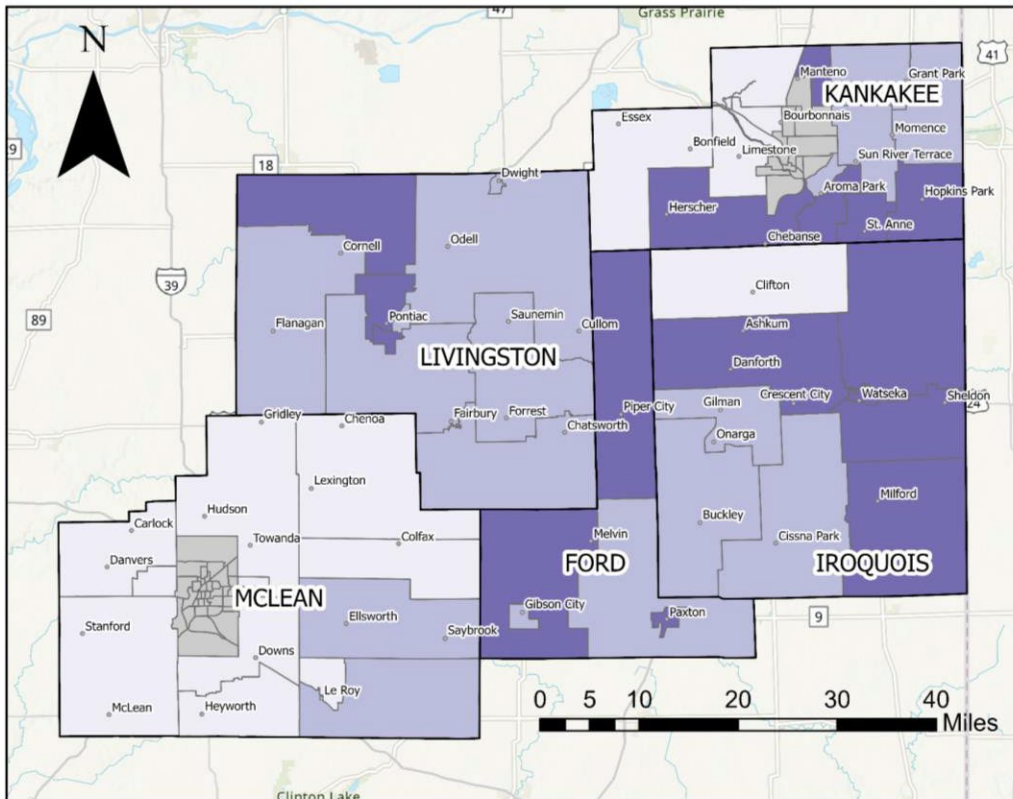 47
Grass Prairie
N
41
Manteno
Grant Park
KANKAKEE
Essex
Bourbonnais
Momence
9
Bonfield
Limestone
Sun River Terrace
18
Dwight
Aroma Park
Hopkins Park
Herscher
St. Anne
Cornell
Odell
Chebanse
39
Clifton
89
Flanagan
Pontiac
Saunemin
Cullom
Ashkum
LIVINGSTON
Danforth
Gridley
Chenoa
Fairbury
Forrest
Chatsworth
Piper City
Gilman
Crescent City
Watseka
Sheldon
24
Onarga
Lexington
Milford
Carlock
Hudson
Buckley
Towanda
Colfax
Melvin
Cissna Park
Danvers
FORD
IROQUOIS
MCLEAN
Ellsworth
Gibson City
Paxton
9
Stanford
Saybrook
Downs
Le Roy
McLean
Heyworth
0 5 10 20 30 40
Miles
Clinton Lake